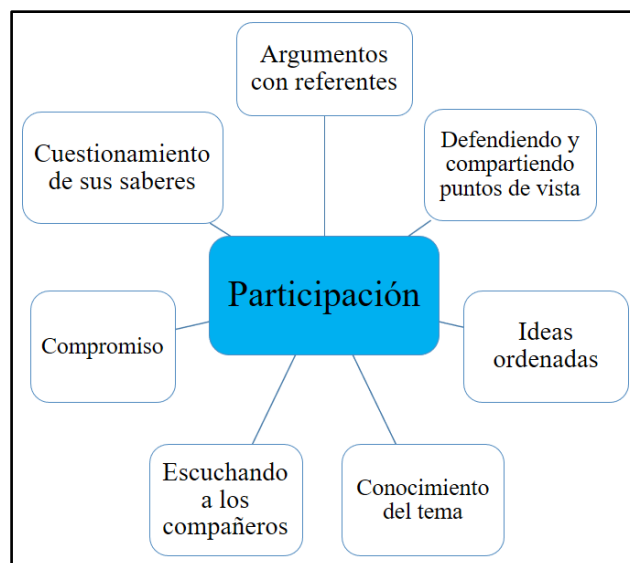 Argumentos
con referentes
Cuestionamiento
de sus saberes
Defendiendo y
compartiendo
puntos de vista
Participación
Compromiso
Ideas
ordenadas
Escuchando
a los
compañeros
Conocimiento
del tema